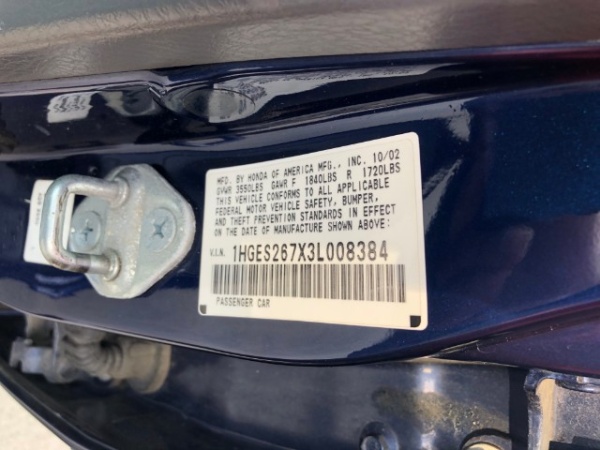 MFD. BY HONDA OF AMERICA MFG., INC. 10/02
GVWR 3550LBS GAWR F 1840LBS R 1720LBS
THIS VEHICLE CONFORMS TO ALL APPLICABLE
FEDERAL MOTOR VEHICLE SAFETY, BUMPER,
AND THEFT PREVENTION STANDARDS IN EFFECT
ON THE DATE OF MANUFACTURE SHOWN ABOVE.
V.I.N. 1HGES267X3L008384
PASSENGER CAR